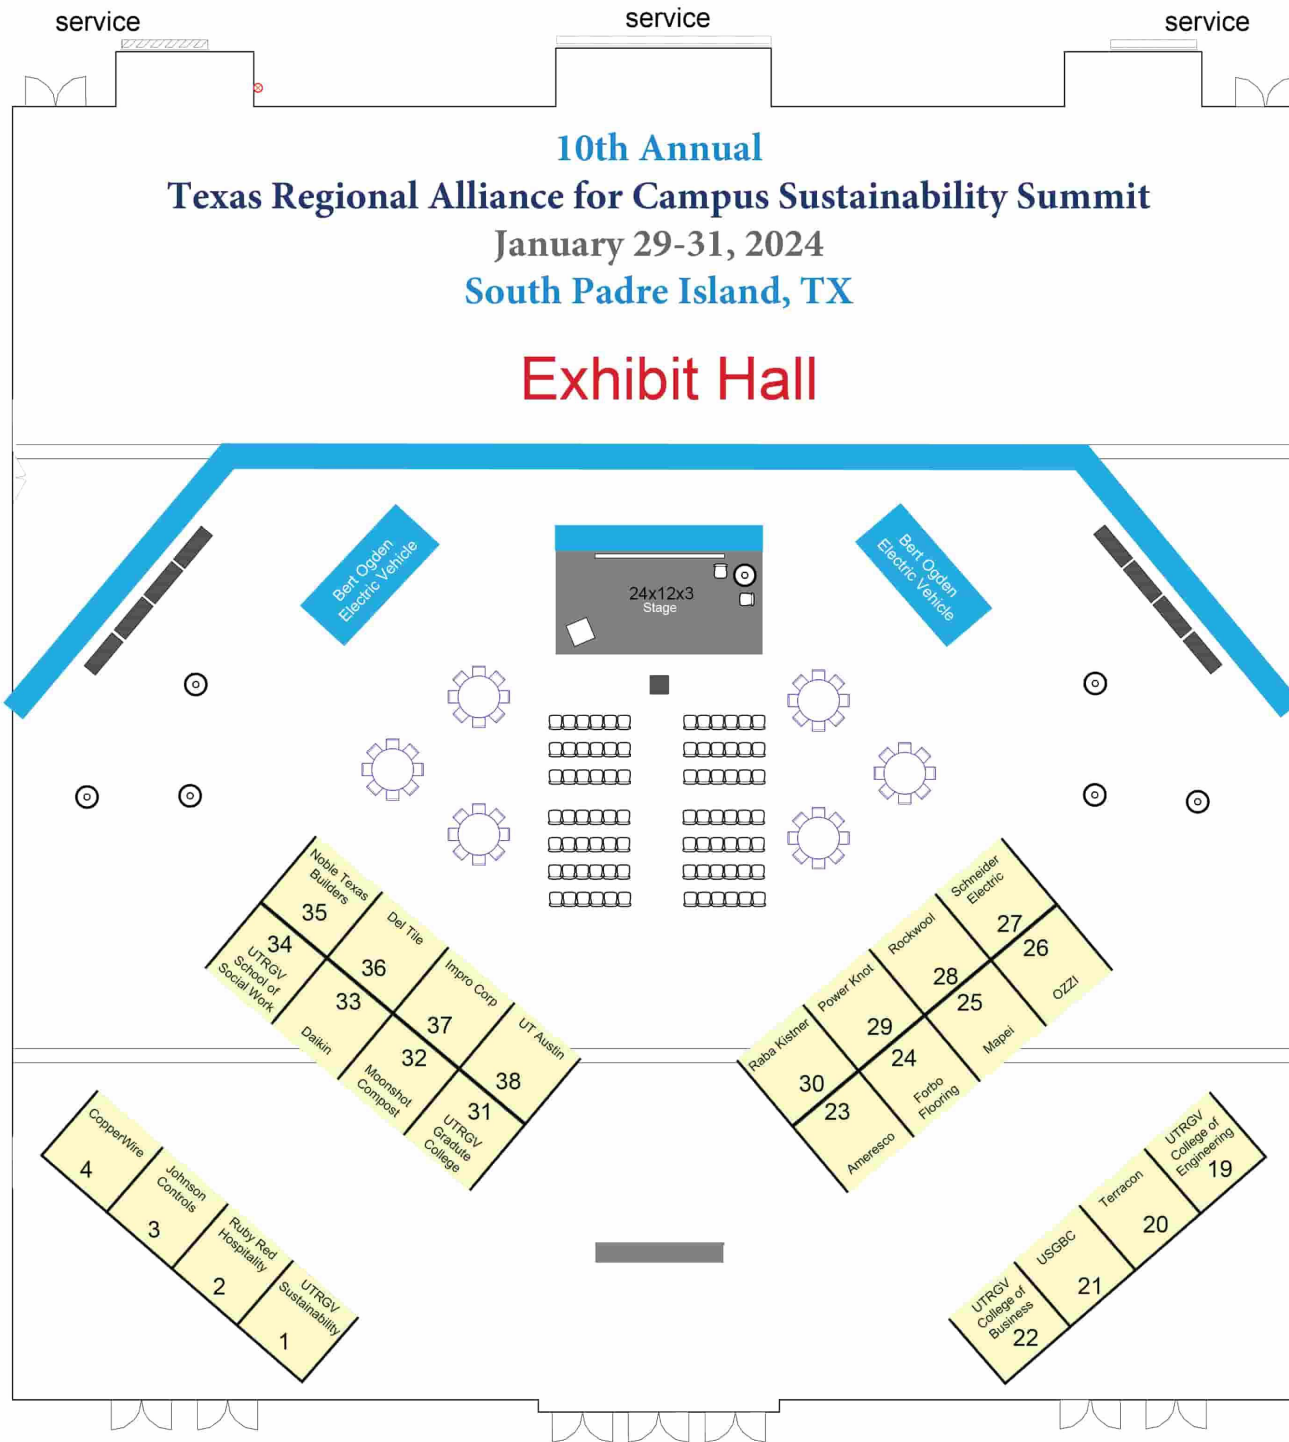 service
service
service
10th Annual
Texas Regional Alliance for Campus Sustainability Summit
January 29-31, 2024
South Padre Island, TX
Exhibit Hall
Bert Ogden
Electric Vehicle
24x12x3
Stage
Bert Ogden
Electric Vehicle
Noble Texas
Builders
35
Del Tile
36
Impro Corp
37
UT Austin
38
34
UTRGV
School of
Social Work
33
Daikin
32
Moonshot
Compost
31
UTRGV
Gradute
College
Schneider
Electric
27
Rockwool
28
Power Knot
29
Raba Kistner
30
26
OZZI
25
Mapei
24
Forbo
Flooring
23
Ameresco
CopperWire
4
Johnson
Controls
3
Ruby Red
Hospitality
2
UTRGV
Sustainability
1
UTRGV
College of
Engineering
19
Terracon
20
USGBC
21
UTRGV
College of
Business
22